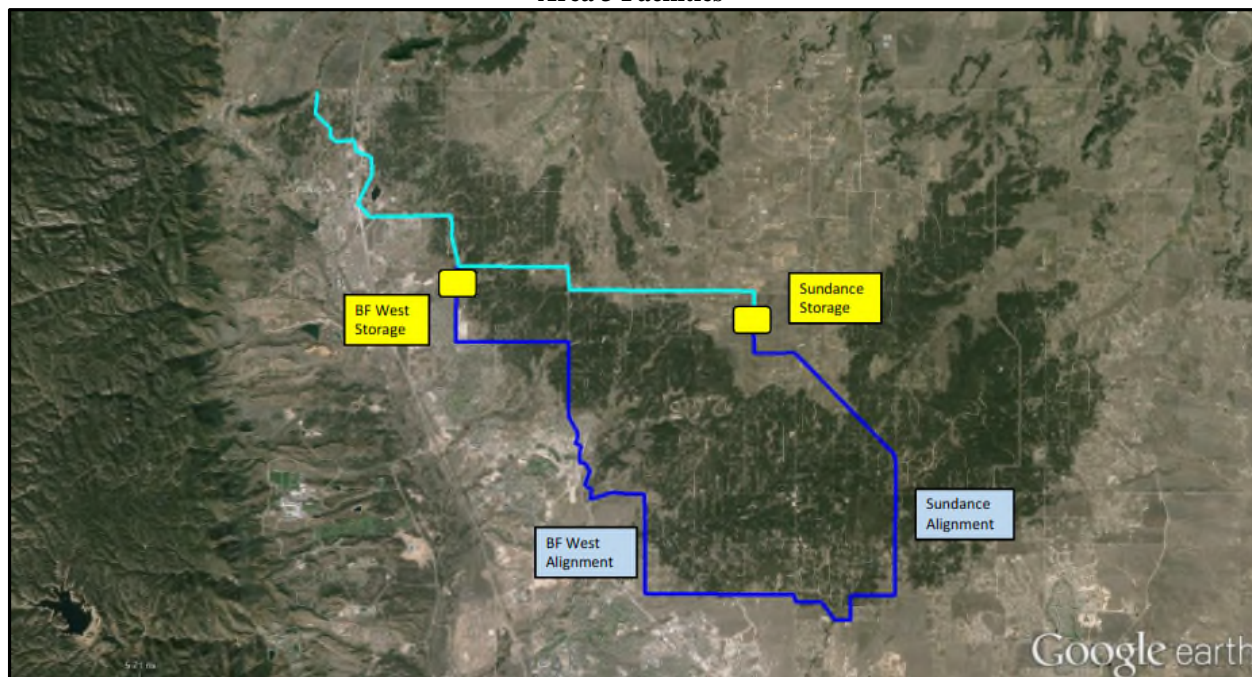 BF West
Storage
Sundance
Storage
BF West
Alignment
Sundance
Alignment
Google earth